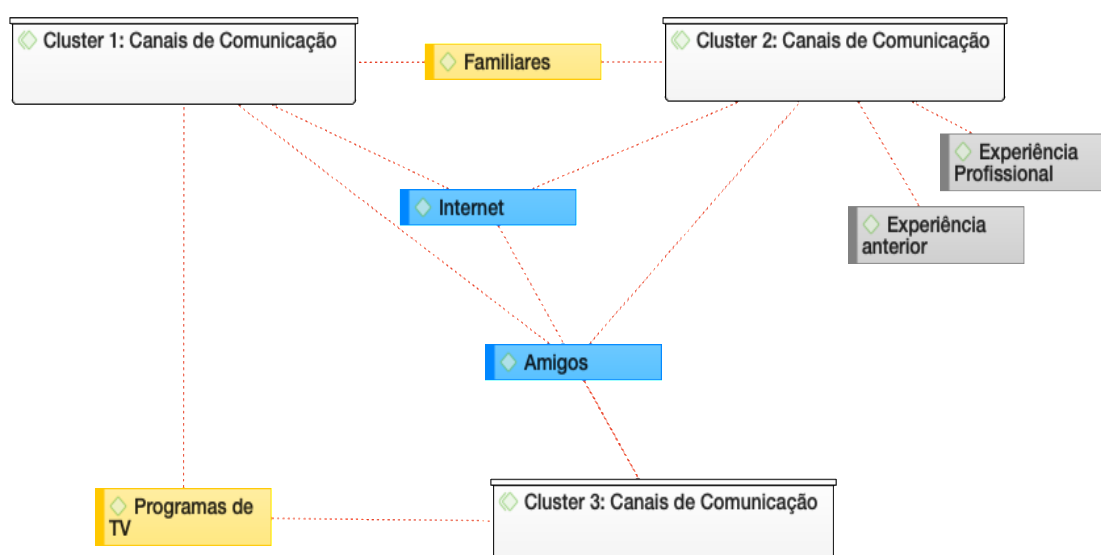 Cluster 1: Canais de Comunicação
Cluster 2: Canais de Comunicação
Familiares
Experiência
Profissional
Internet
Experiência
anterior
Amigos
Programas de
TV
Cluster 3: Canais de Comunicação